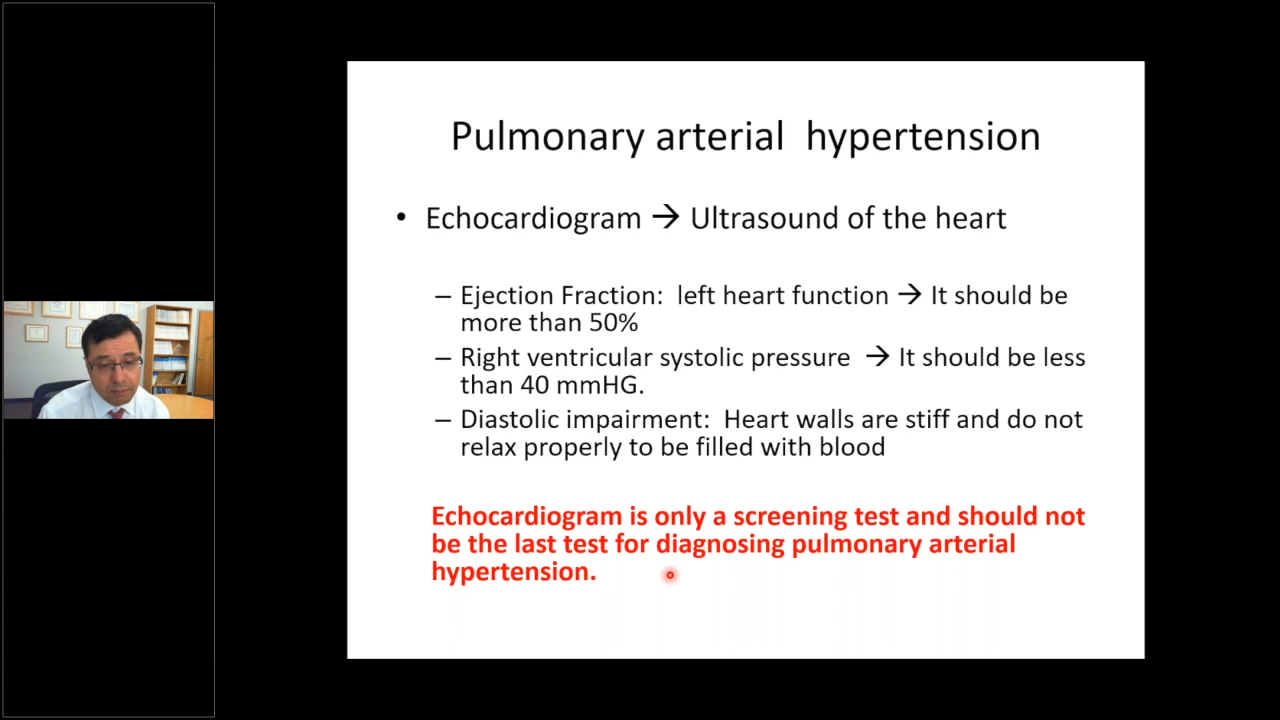 Pulmonary arterial hypertension
• Echocardiogram → Ultrasound of the heart
– Ejection Fraction: left heart function → It should be
more than 50%
– Right ventricular systolic pressure → It should be less
than 40 mmHG.
– Diastolic impairment: Heart walls are stiff and do not
relax properly to be filled with blood
Echocardiogram is only a screening test and should not
be the last test for diagnosing pulmonary arterial
hypertension.